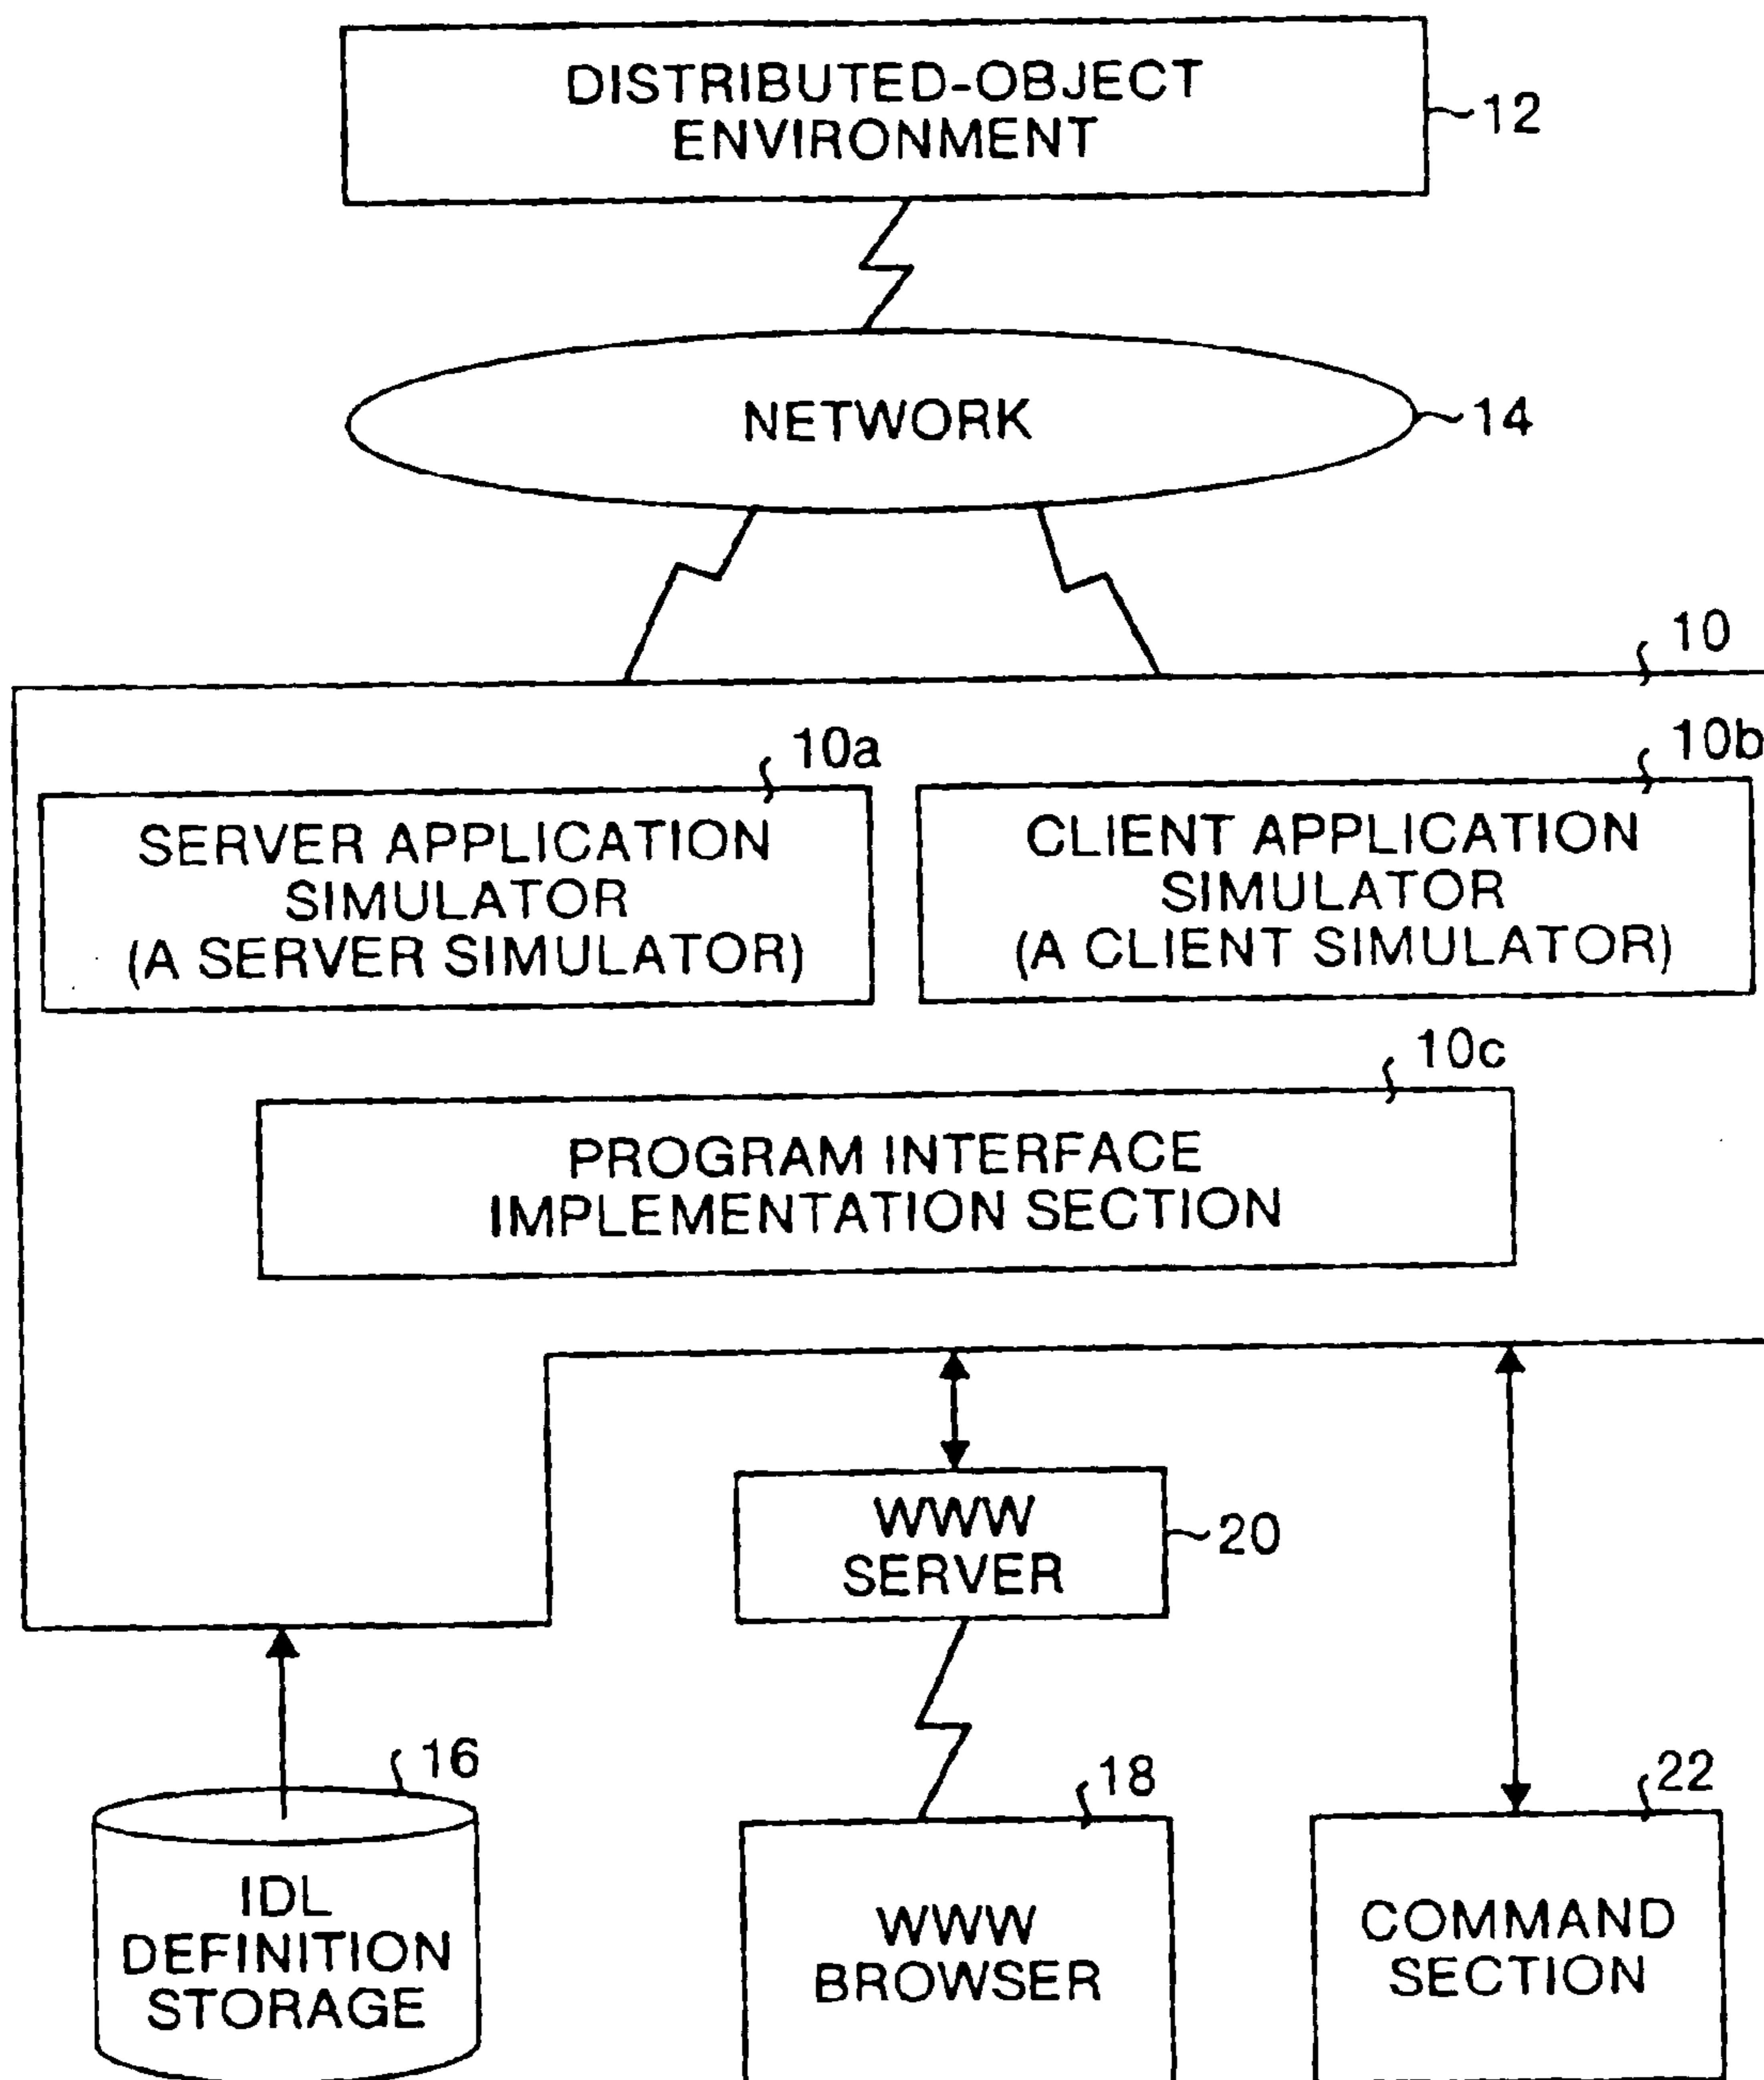 DISTRIBUTED-OBJECT
ENVIRONMENT
12
NETWORK
14
10
10a
10b
SERVER APPLICATION
SIMULATOR
(A SERVER SIMULATOR)
CLIENT APPLICATION
SIMULATOR
(A CLIENT SIMULATOR)
10c
PROGRAM INTERFACE
IMPLEMENTATION SECTION
WWW
SERVER
20
16
18
22
IDL
DEFINITION
STORAGE
WWW
BROWSER
COMMAND
SECTION